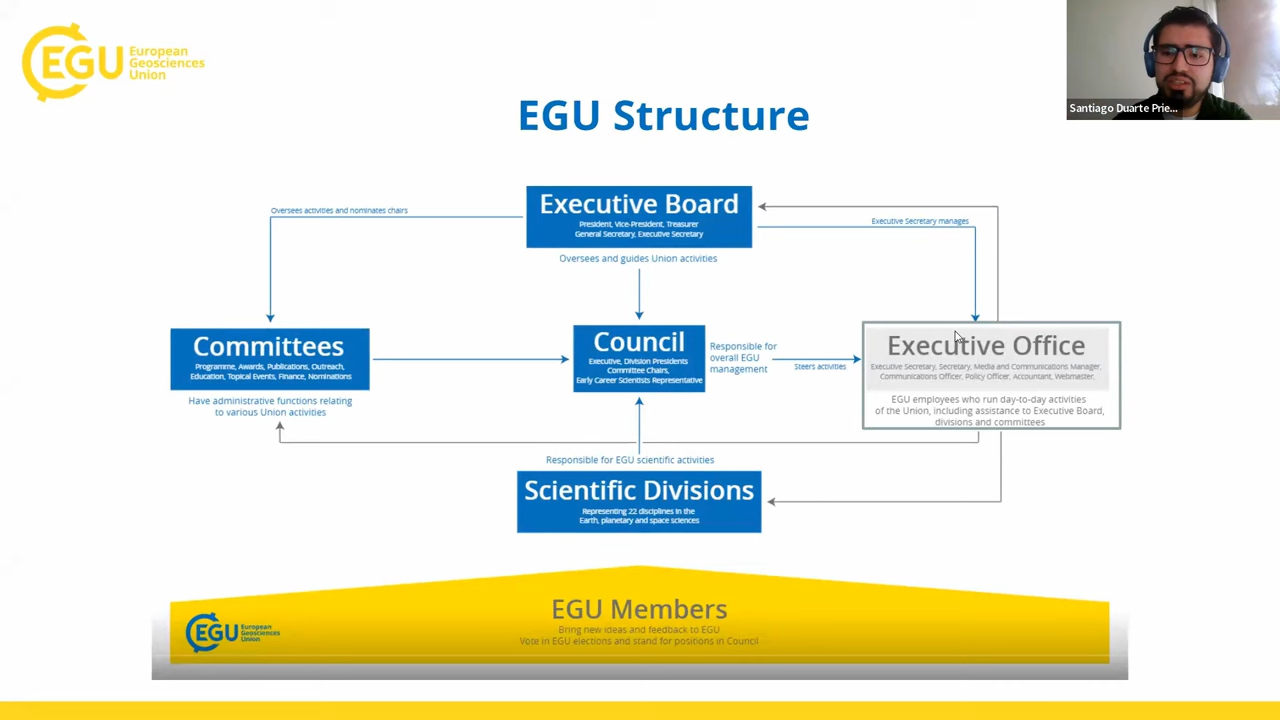 EGU European
Geosciences
Union
Santiago Duarte Prie...
EGU Structure
Executive Board
President, Vice-President, Treasurer
General Secretary, Executive Secretary
Oversees activities and nominates chairs
Executive Secretary manages
Oversees and guides Union activities
Committees
Programme, Awards, Publications, Outreach,
Education, Topical Events, Finance, Nominations
Have administrative functions relating
to various Union activities
Council
Executive, Division Presidents
Committee Chairs,
Early Career Scientists Representative
Responsible for
overall EGU
management
Steers activities
Executive Office
Executive Secretary, Secretary, Media and Communications Manager,
Communications Officer, Policy Officer, Accountant, Webmaster,
EGU employees who run day-to-day activities
of the Union, including assistance to Executive Board,
divisions and committees
Responsible for EGU scientific activities
Scientific Divisions
Representing 22 disciplines in the
Earth, planetary and space sciences
EGU Members
Bring new ideas and feedback to EGU
Vote in EGU elections and stand for positions in Council
EGU European
Geosciences
Union